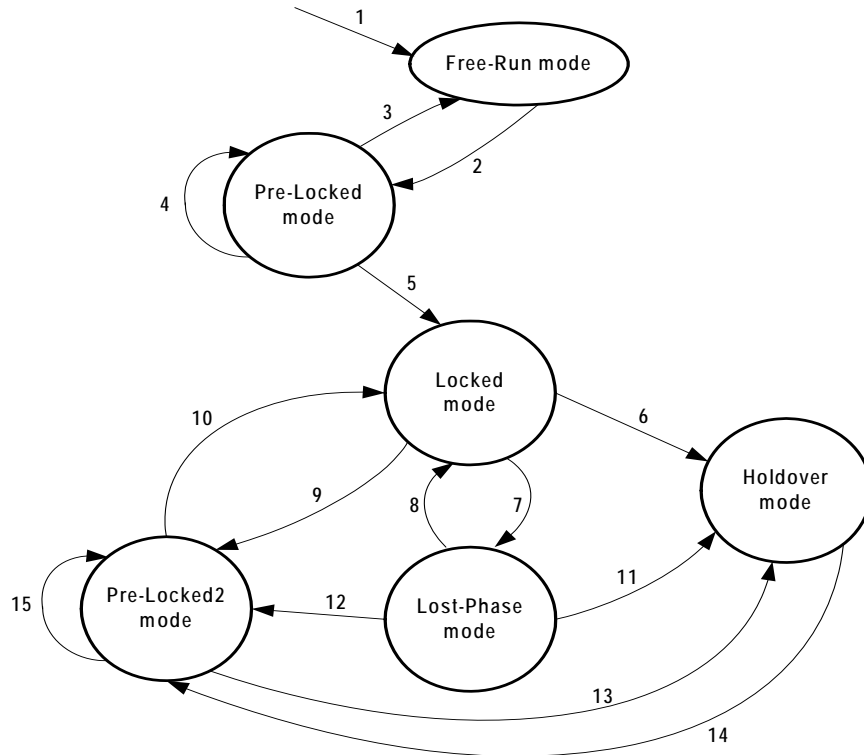 1
Free-Run mode
3
2
Pre-Locked
mode
4
5
Locked
mode
10
6
Holdover
mode
9
8
7
11
15
Pre-Locked2
mode
12
Lost-Phase
mode
13
14